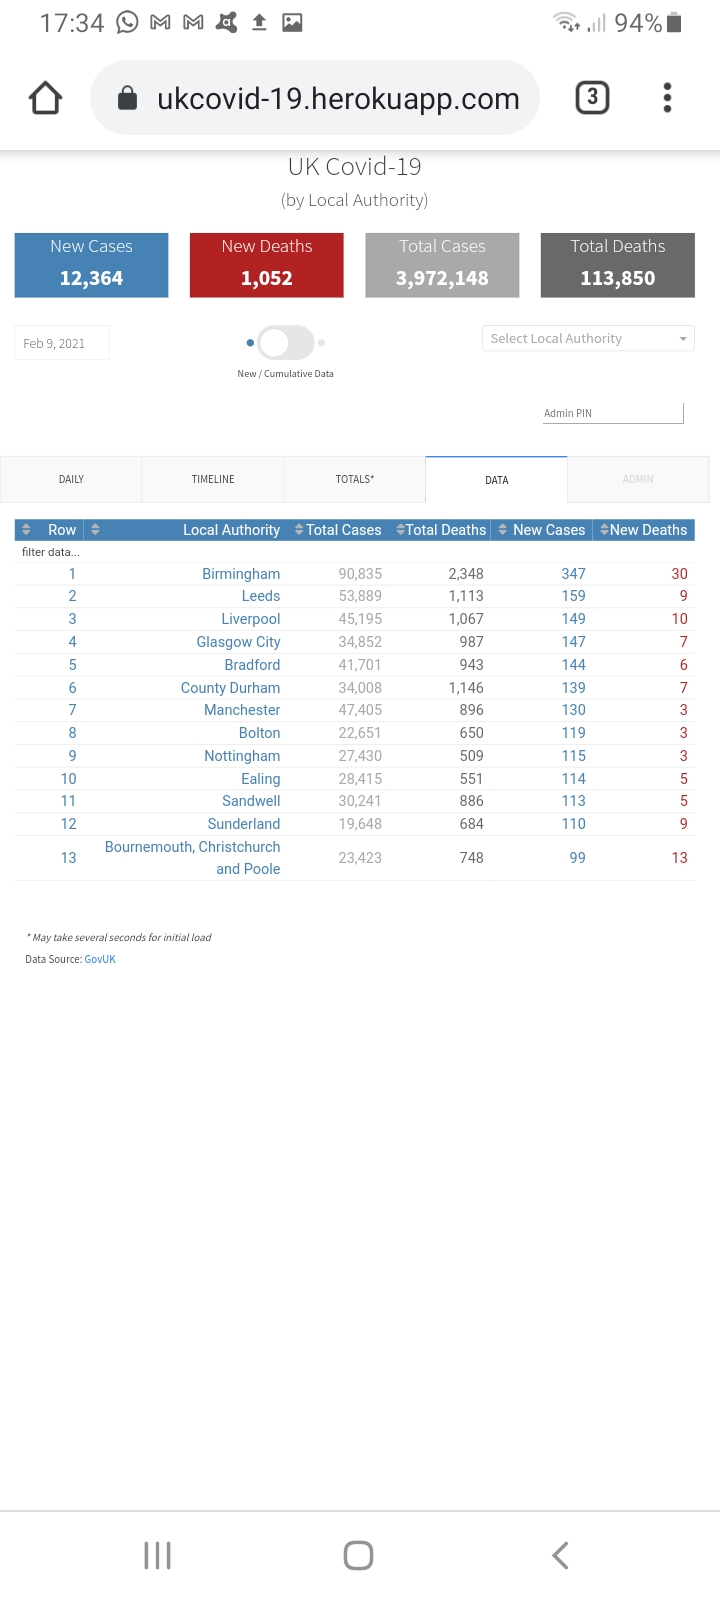 17:34 94%
ukcovid-19.herokuapp.com 3
UK Covid-19
(by Local Authority)
New Cases New Deaths Total Cases Total Deaths
12,364 1,052 3,972,148 113,850
Feb 9, 2021 Select Local Authority
New / Cumulative Data
Admin PIN
DAILY TIMELINE TOTALS* DATA ADMIN
Row Local Authority Total Cases Total Deaths New Cases New Deaths
filter data...
1 Birmingham 90,835 2,348 347 30
2 Leeds 53,889 1,113 159 9
3 Liverpool 45,195 1,067 149 10
4 Glasgow City 34,852 987 147 7
5 Bradford 41,701 943 144 6
6 County Durham 34,008 1,146 139 7
7 Manchester 47,405 896 130 3
8 Bolton 22,651 650 119 3
9 Nottingham 27,430 509 115 3
10 Ealing 28,415 551 114 5
11 Sandwell 30,241 886 113 5
12 Sunderland 19,648 684 110 9
13 Bournemouth, Christchurch
and Poole 23,423 748 99 13
* May take several seconds for initial load
Data Source: GovUK